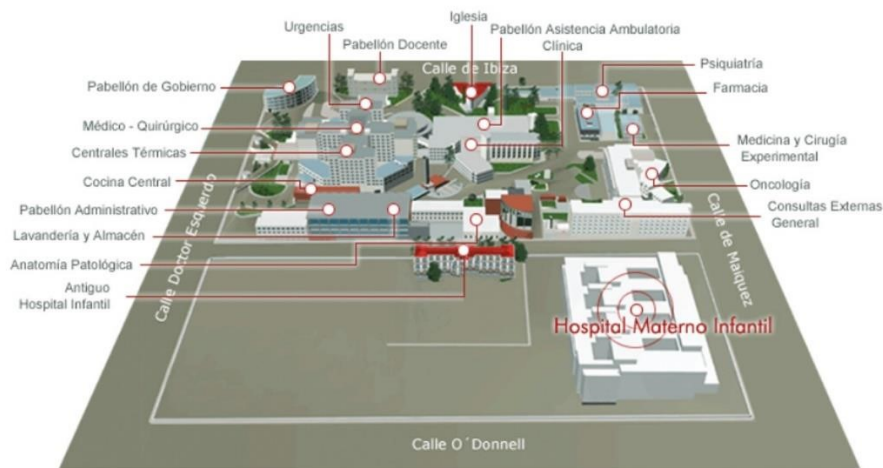 Iglesia
Urgencias
Pabellón Asistencia Ambulatoria
Pabellón Docente
Clínica
Calle de Ibiza
Psiquiatría
Pabellón de Gobierno
Farmacia
Médico - Quirúrgico
Medicina y Cirugía
Experimental
Centrales Térmicas
Cocina Central
Oncología
Pabellón Administrativo
Consultas Externas
General
Lavandería y Almacén
Anatomía Patológica
Antiguo
Hospital Infantil
Calle Doctor Esquerdo
Calle de Maiquez
Hospital Materno Infantil
Calle O´Donnell